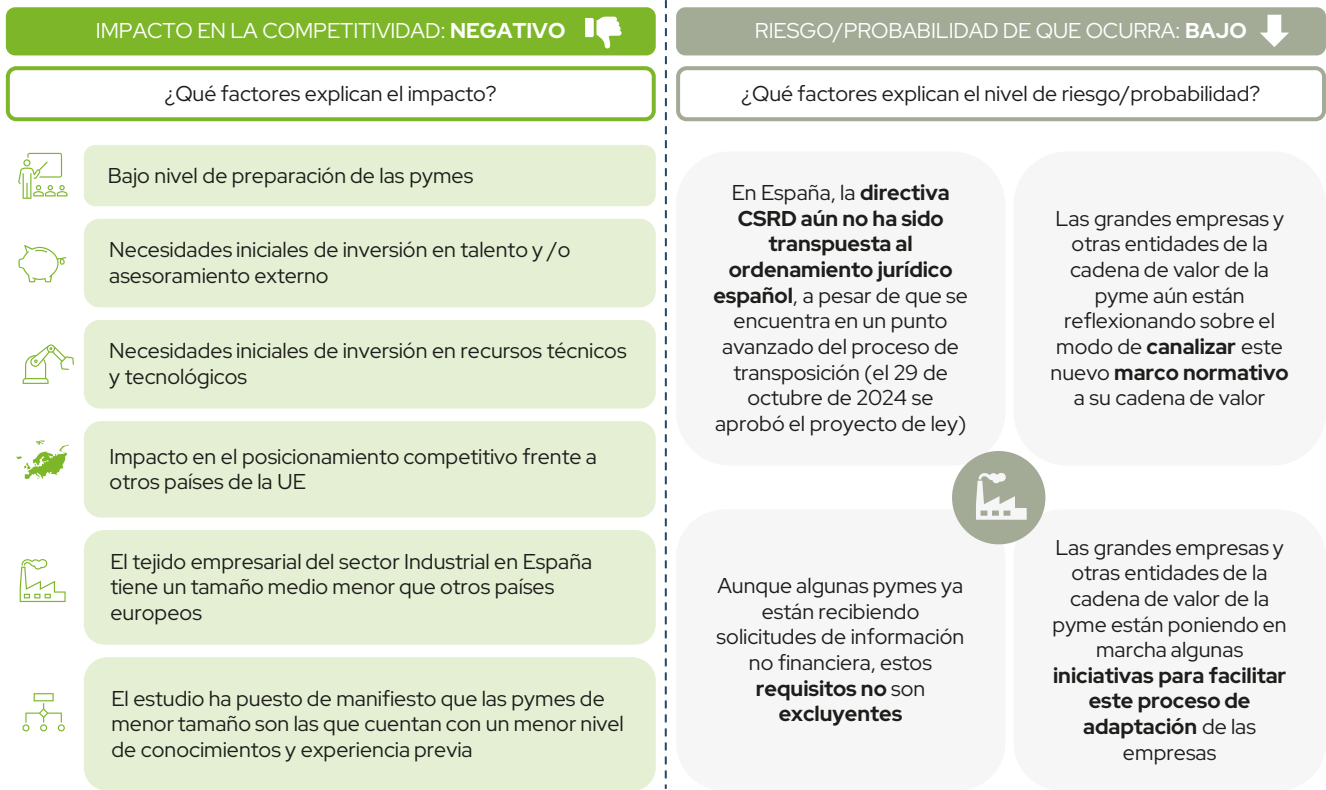 IMPACTO EN LA COMPETITIVIDAD: NEGATIVO
¿Qué factores explican el impacto?
Bajo nivel de preparación de las pymes
Necesidades iniciales de inversión en talento y /o
asesoramiento externo
Necesidades iniciales de inversión en recursos técnicos
y tecnológicos
Impacto en el posicionamiento competitivo frente a
otros países de la UE
El tejido empresarial del sector Industrial en España
tiene un tamaño medio menor que otros países
europeos
El estudio ha puesto de manifiesto que las pymes de
menor tamaño son las que cuentan con un menor nivel
de conocimientos y experiencia previa
RIESGO/PROBABILIDAD DE QUE OCURRA: BAJO
¿Qué factores explican el nivel de riesgo/probabilidad?
En España, la directiva
CSRD aún no ha sido
transpuesta al
ordenamiento jurídico
español, a pesar de que se
encuentra en un punto
avanzado del proceso de
transposición (el 29 de
octubre de 2024 se
aprobó el proyecto de ley)
Las grandes empresas y
otras entidades de la
cadena de valor de la
pyme aún están
reflexionando sobre el
modo de canalizar este
nuevo marco normativo
a su cadena de valor
Aunque algunas pymes ya
están recibiendo
solicitudes de información
no financiera, estos
requisitos no son
excluyentes
Las grandes empresas y
otras entidades de la
cadena de valor de la
pyme están poniendo en
marcha algunas
iniciativas para facilitar
este proceso de
adaptación de las
empresas